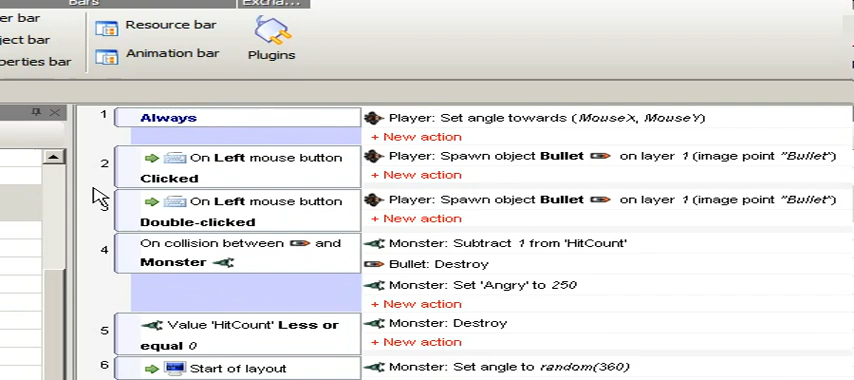 Bars
Excha...
er bar
Resource bar
ject bar
Animation bar
Plugins
perties bar
1
Always
Player: Set angle towards (MouseX, MouseY)
+ New action
2
On Left mouse button
Clicked
Player: Spawn object Bullet on layer 1 (image point "Bullet")
+ New action
3
On Left mouse button
Double-clicked
Player: Spawn object Bullet on layer 1 (image point "Bullet")
+ New action
4
On collision between and
Monster
Monster: Subtract 1 from 'HitCount'
Bullet: Destroy
Monster: Set 'Angry' to 250
+ New action
5
Value 'HitCount' Less or
equal 0
Monster: Destroy
+ New action
6
Start of layout
Monster: Set angle to random(360)